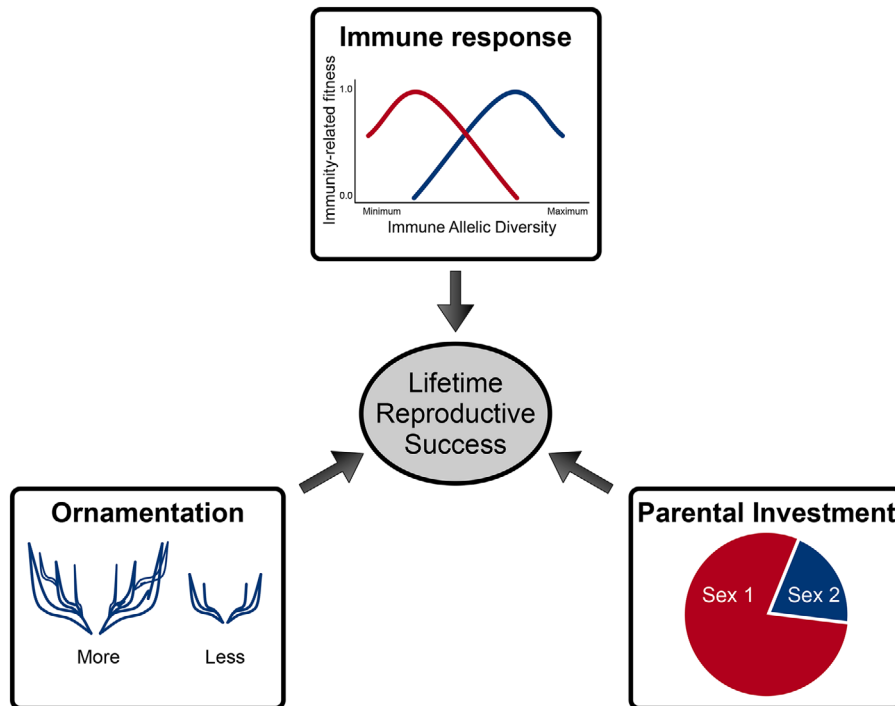 Immune response
Immunity-related fitness
1.0
0.0
Minimum
Maximum
Immune Allelic Diversity
Lifetime
Reproductive
Success
Ornamentation
More
Less
Parental Investment
Sex 1
Sex 2